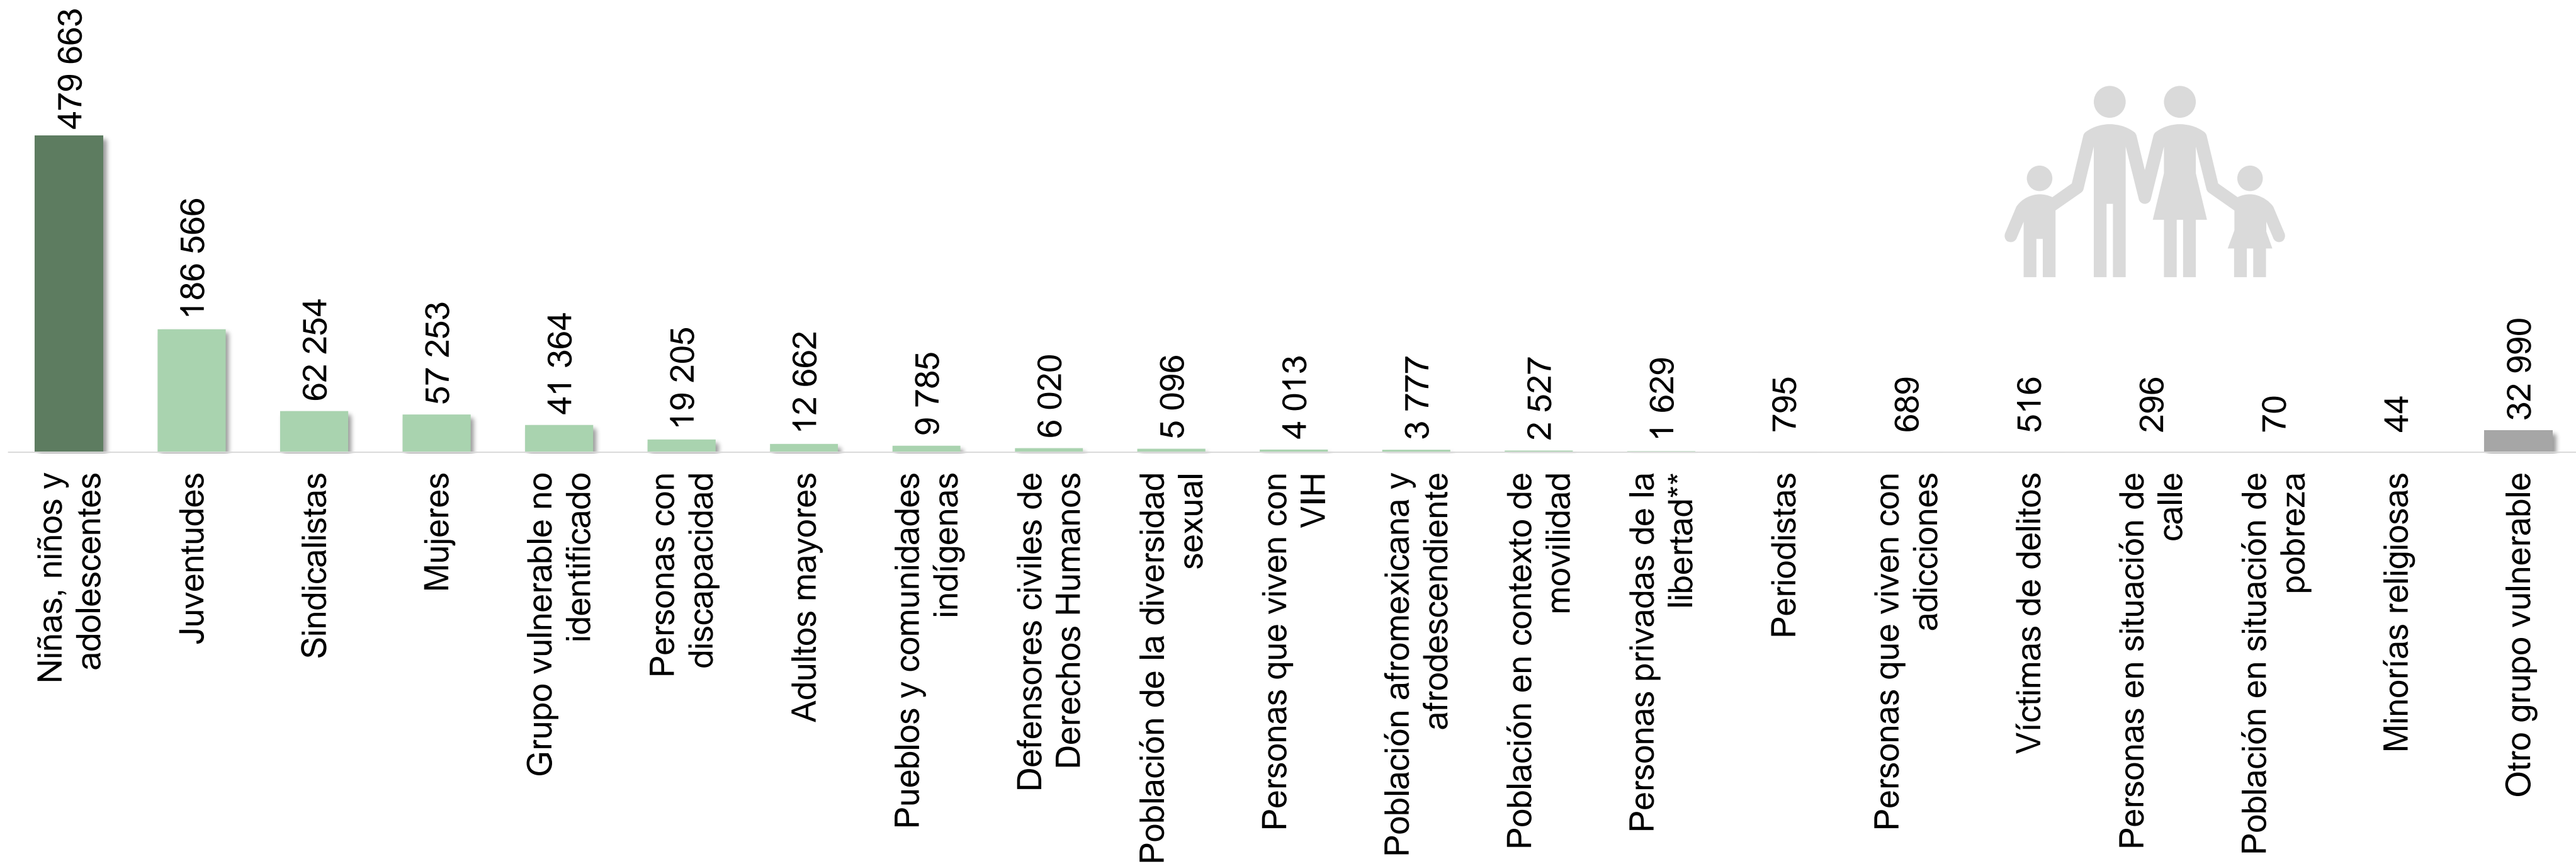 479 663
186 566
62 254
57 253
41 364
19 205
12 662
9 785
6 020
5 096
4 013
3 777
2 527
1 629
795
689
516
296
70
44
32 990
Niñas, niños y
adolescentes
Juventudes
Sindicalistas
Mujeres
Grupo vulnerable no
identificado
Personas con
discapacidad
Adultos mayores
Pueblos y comunidades
indígenas
Defensores civiles de
Derechos Humanos
Población de la diversidad
sexual
Personas que viven con
VIH
Población afromexicana y
afrodescendiente
Población en contexto de
movilidad
Personas privadas de la
libertad**
Periodistas
Personas que viven con
adicciones
Víctimas de delitos
Personas en situación de
calle
Población en situación de
pobreza
Minorías religiosas
Otro grupo vulnerable